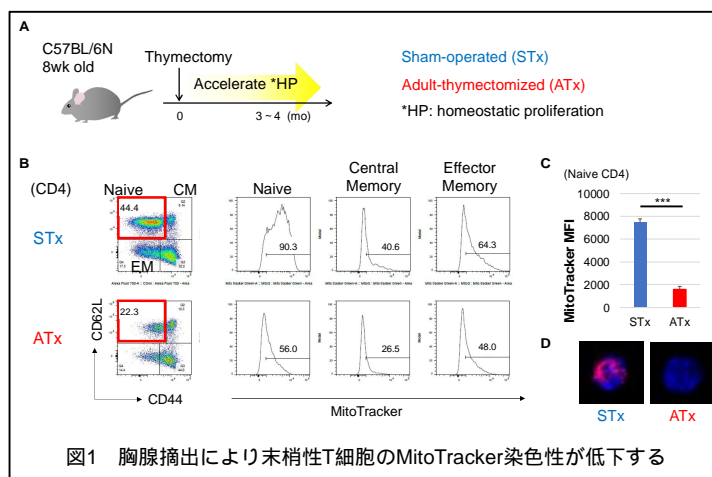 A
C57BL/6N
8wk old
Thymectomy
Accelerate *HP
0
3 ~ 4
(mo)
Sham-operated (STx)
Adult-thymectomized (ATx)
*HP: homeostatic proliferation
B
(CD4)
Naive
CM
Naive
Central
Memory
Effector
Memory
STx
44.4
EM
90.3
40.6
64.3
ATx
22.3
56.0
26.5
48.0
CD62L
CD44
MitoTracker
C
(Naive CD4)
MitoTracker MFI
10000
8000
6000
4000
2000
0
***
STx
ATx
D
STx
ATx
図1 胸腺摘出により末梢性T細胞のMitoTracker染色性が低下する